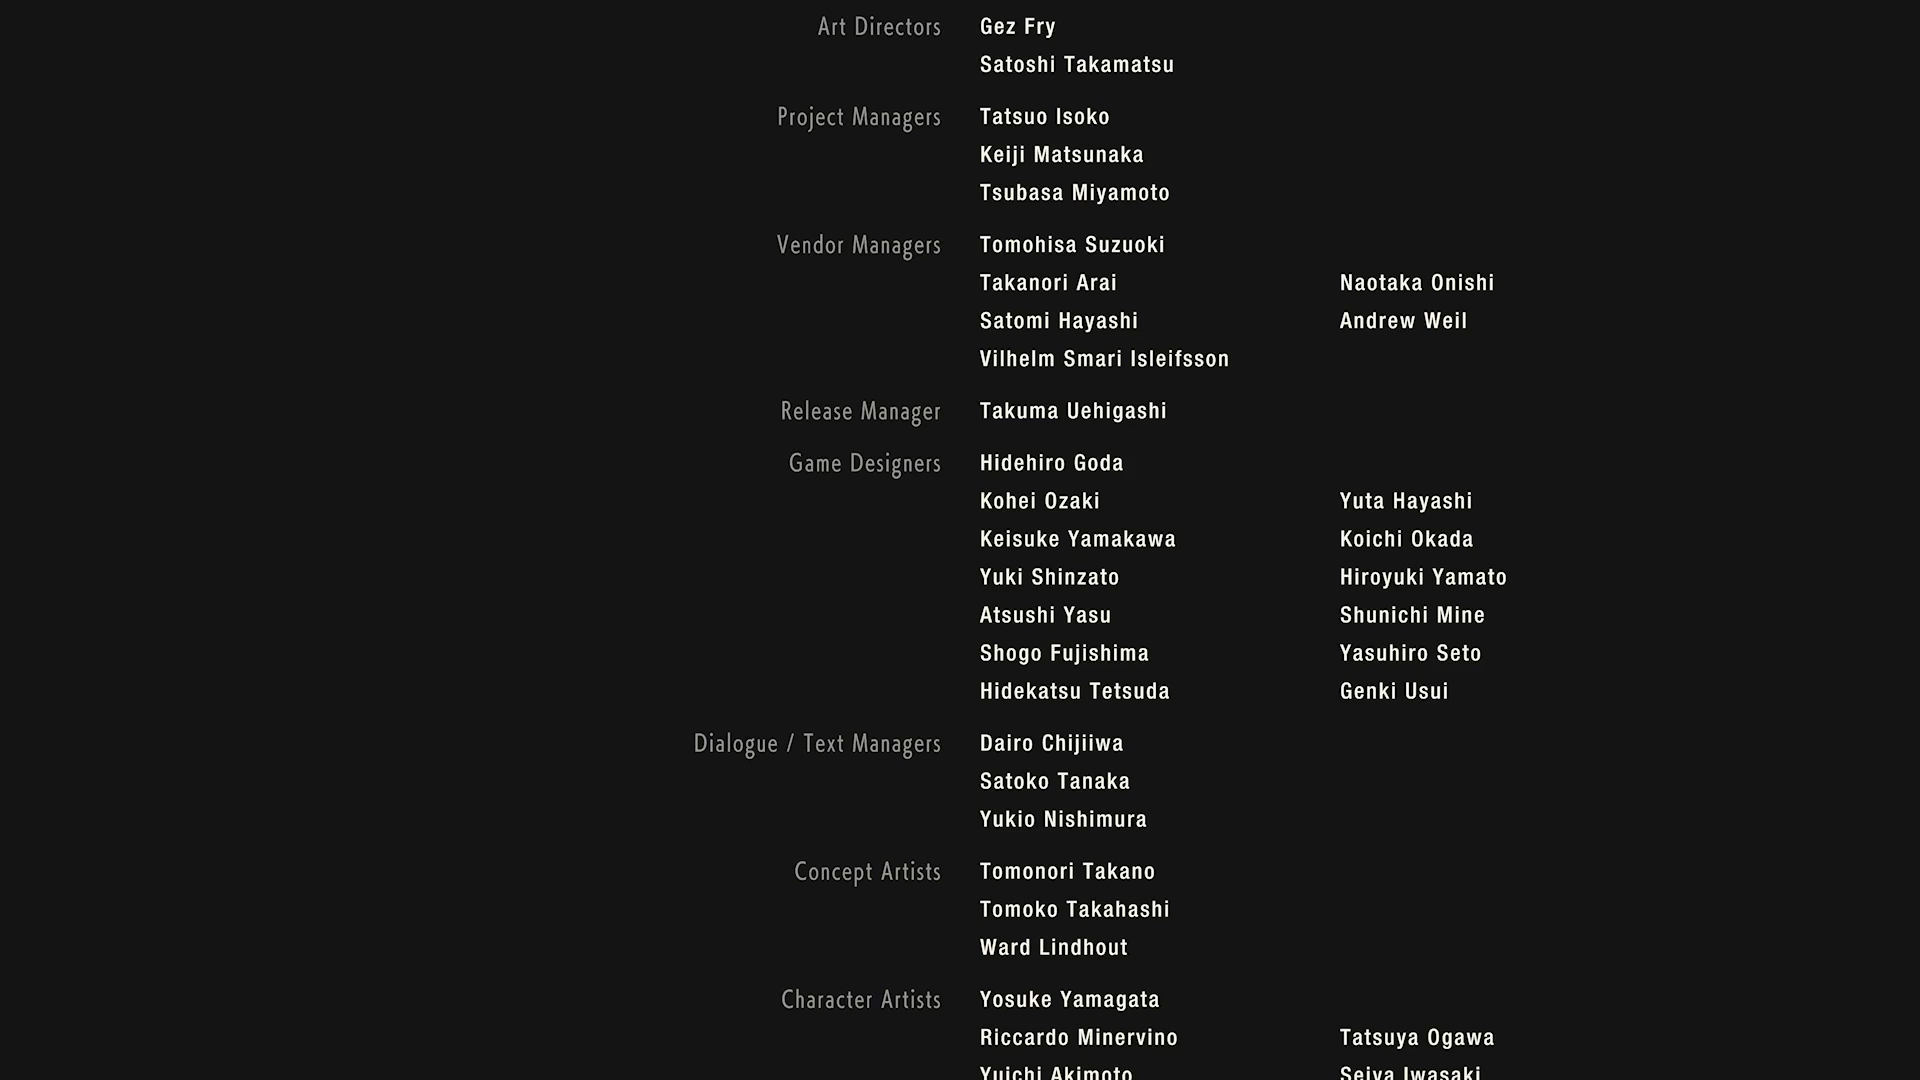 Art Directors Gez Fry
Satoshi Takamatsu
Project Managers Tatsuo Isoko
Keiji Matsunaka
Tsubasa Miyamoto
Vendor Managers Tomohisa Suzuoki
Takanori Arai Naotaka Onishi
Satomi Hayashi Andrew Weil
Vilhelm Smari Isleifsson
Release Manager Takuma Uehigashi
Game Designers Hidehiro Goda
Kohei Ozaki Yuta Hayashi
Keisuke Yamakawa Koichi Okada
Yuki Shinzato Hiroyuki Yamato
Atsushi Yasu Shunichi Mine
Shogo Fujishima Yasuhiro Seto
Hidekatsu Tetsuda Genki Usui
Dialogue / Text Managers Dairo Chijiiwa
Satoko Tanaka
Yukio Nishimura
Concept Artists Tomonori Takano
Tomoko Takahashi
Ward Lindhout
Character Artists Yosuke Yamagata
Riccardo Minervino Tatsuya Ogawa
Yuichi Akimoto Seiya Iwasaki